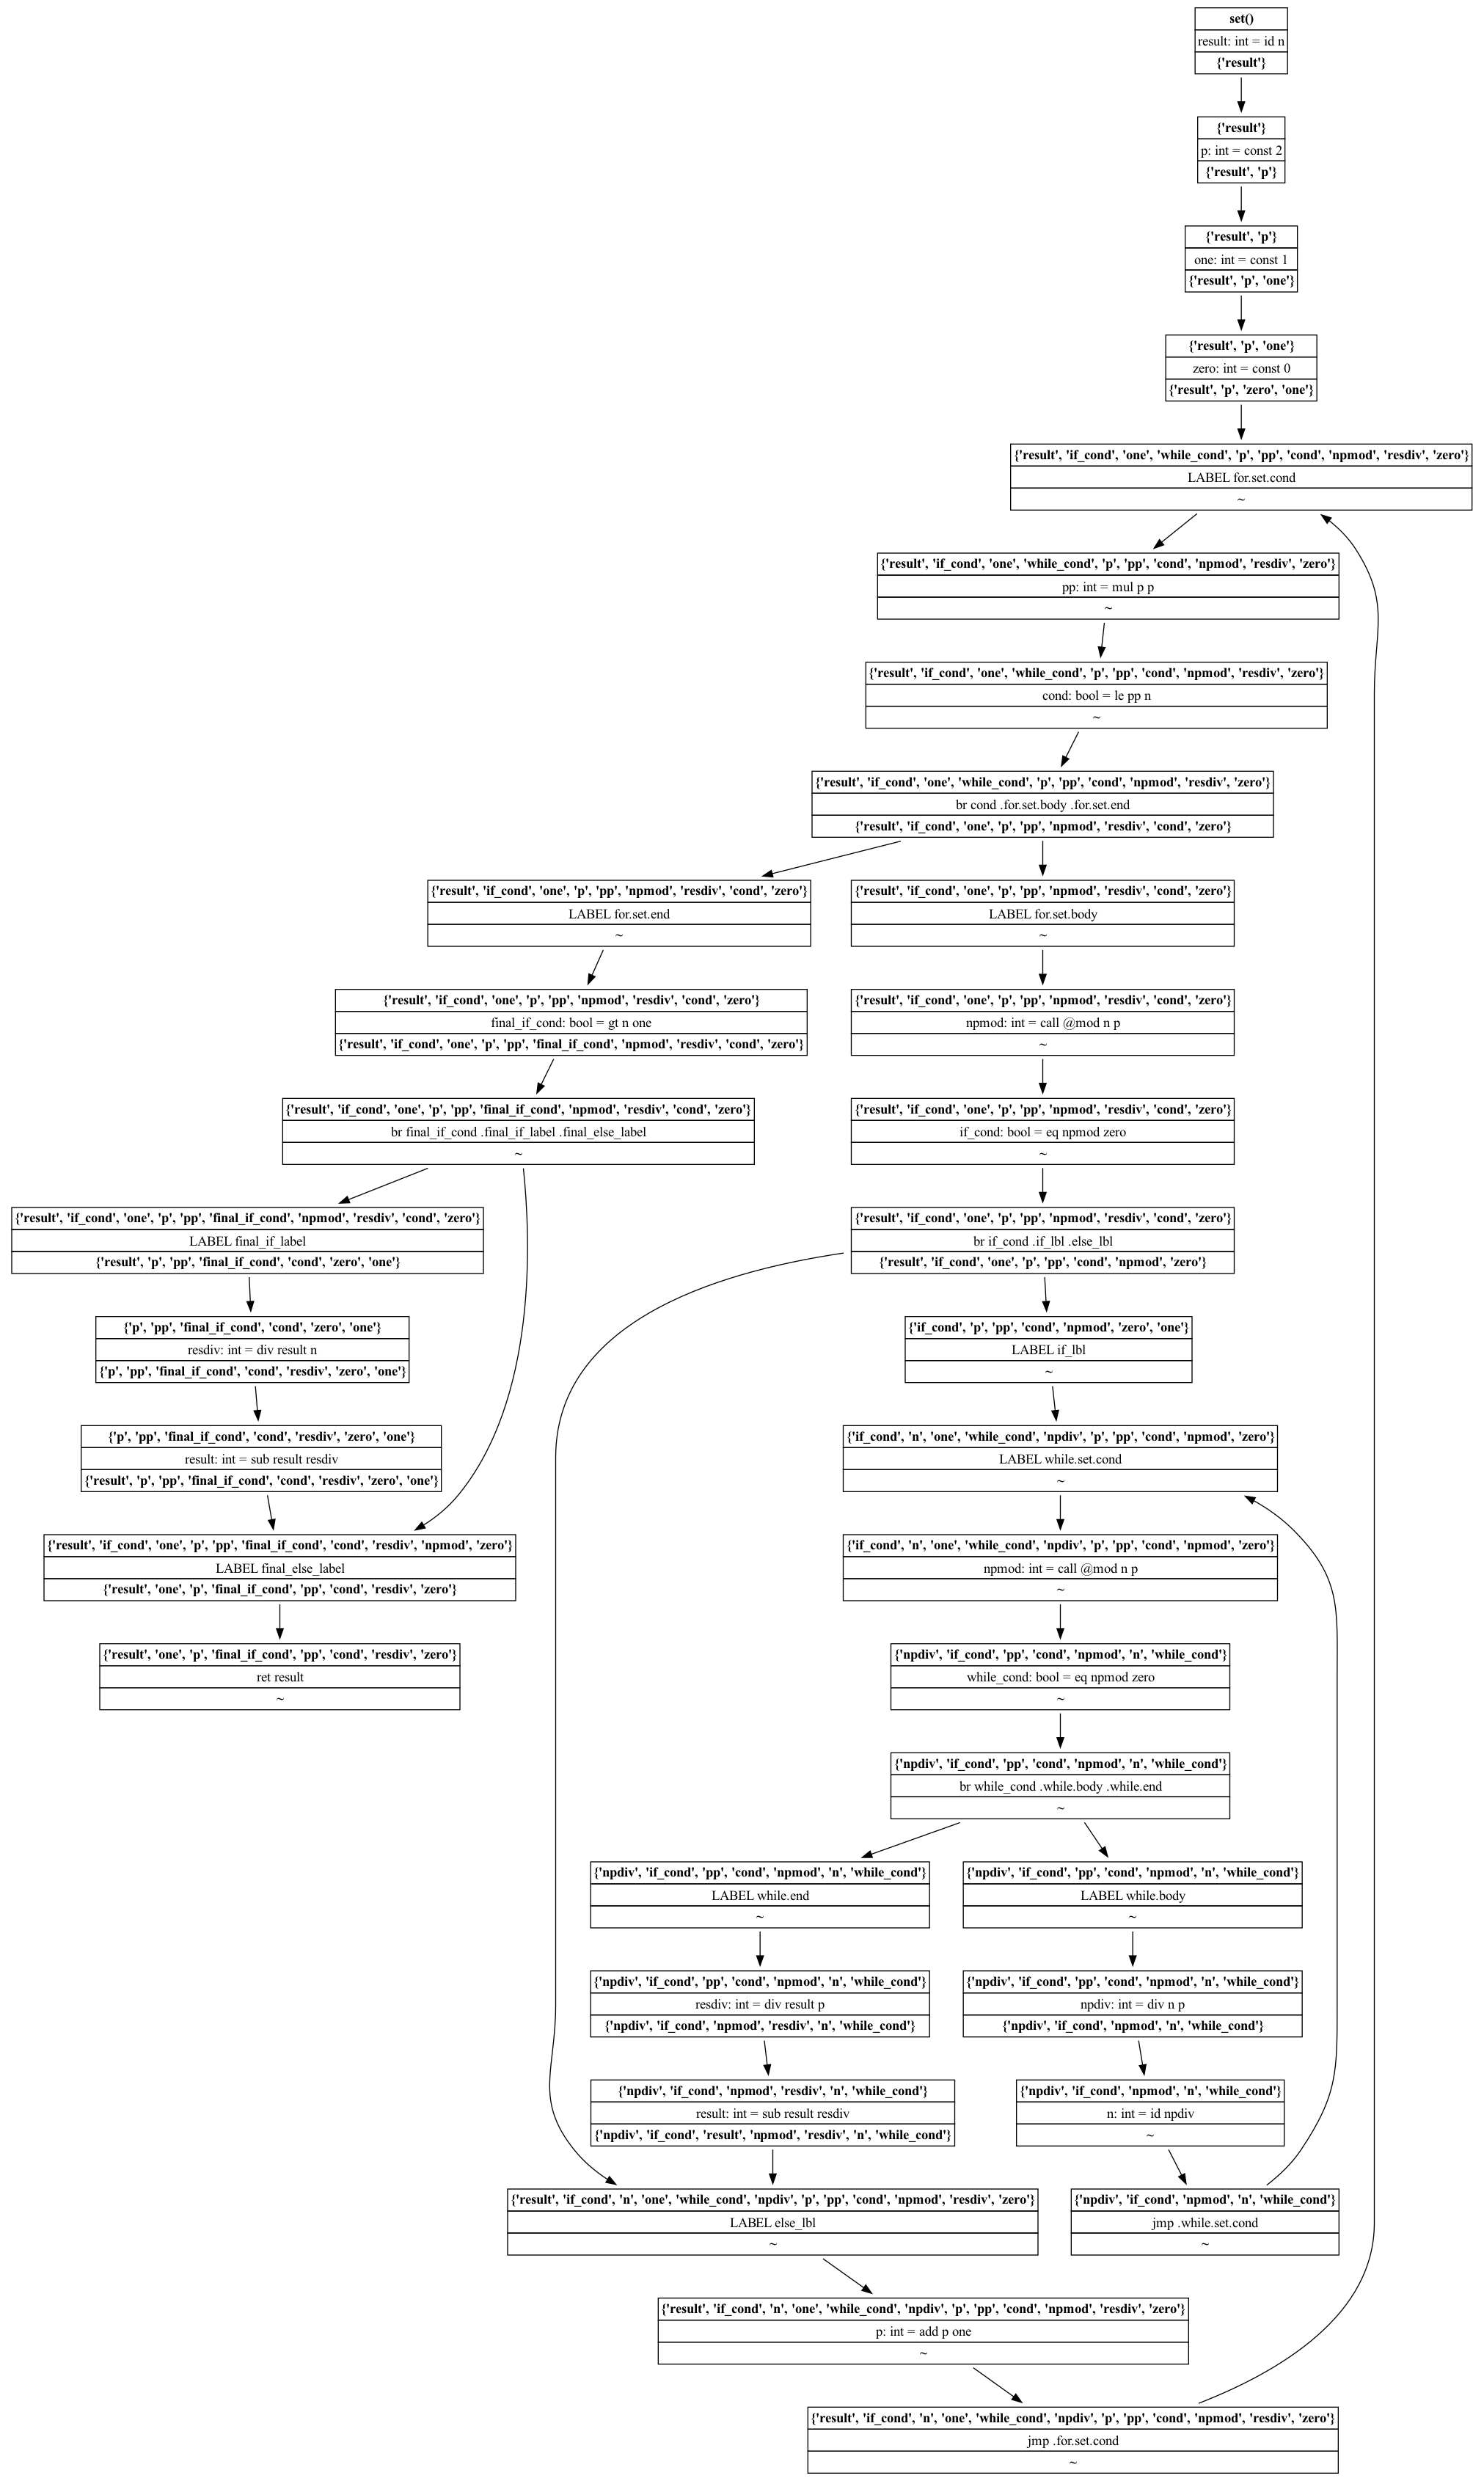 set()
result: int = id n
{'result'}
{'result'}
p: int = const 2
{'result', 'p'}
{'result', 'p'}
one: int = const 1
{'result', 'p', 'one'}
{'result', 'p', 'one'}
zero: int = const 0
{'result', 'p', 'zero', 'one'}
{'result', 'if_cond', 'one', 'while_cond', 'p', 'pp', 'cond', 'npmod', 'resdiv', 'zero'}
LABEL for.set.cond
~
{'result', 'if_cond', 'one', 'while_cond', 'p', 'pp', 'cond', 'npmod', 'resdiv', 'zero'}
pp: int = mul p p
~
{'result', 'if_cond', 'one', 'while_cond', 'p', 'pp', 'cond', 'npmod', 'resdiv', 'zero'}
cond: bool = le pp n
~
{'result', 'if_cond', 'one', 'while_cond', 'p', 'pp', 'cond', 'npmod', 'resdiv', 'zero'}
br cond .for.set.body .for.set.end
{'result', 'if_cond', 'one', 'p', 'pp', 'npmod', 'resdiv', 'cond', 'zero'}
{'result', 'if_cond', 'one', 'p', 'pp', 'npmod', 'resdiv', 'cond', 'zero'}
LABEL for.set.end
~
{'result', 'if_cond', 'one', 'p', 'pp', 'npmod', 'resdiv', 'cond', 'zero'}
LABEL for.set.body
~
{'result', 'if_cond', 'one', 'p', 'pp', 'npmod', 'resdiv', 'cond', 'zero'}
final_if_cond: bool = gt n one
{'result', 'if_cond', 'one', 'p', 'pp', 'final_if_cond', 'npmod', 'resdiv', 'cond', 'zero'}
{'result', 'if_cond', 'one', 'p', 'pp', 'npmod', 'resdiv', 'cond', 'zero'}
npmod: int = call @mod n p
~
{'result', 'if_cond', 'one', 'p', 'pp', 'final_if_cond', 'npmod', 'resdiv', 'cond', 'zero'}
br final_if_cond .final_if_label .final_else_label
~
{'result', 'if_cond', 'one', 'p', 'pp', 'npmod', 'resdiv', 'cond', 'zero'}
if_cond: bool = eq npmod zero
~
{'result', 'if_cond', 'one', 'p', 'pp', 'final_if_cond', 'npmod', 'resdiv', 'cond', 'zero'}
LABEL final_if_label
{'result', 'p', 'pp', 'final_if_cond', 'cond', 'zero', 'one'}
{'result', 'if_cond', 'one', 'p', 'pp', 'npmod', 'resdiv', 'cond', 'zero'}
br if_cond .if_lbl .else_lbl
{'result', 'if_cond', 'one', 'p', 'pp', 'cond', 'npmod', 'zero'}
{'p', 'pp', 'final_if_cond', 'cond', 'zero', 'one'}
resdiv: int = div result n
{'p', 'pp', 'final_if_cond', 'cond', 'resdiv', 'zero', 'one'}
{'if_cond', 'p', 'pp', 'cond', 'npmod', 'zero', 'one'}
LABEL if_lbl
~
{'p', 'pp', 'final_if_cond', 'cond', 'resdiv', 'zero', 'one'}
result: int = sub result resdiv
{'result', 'p', 'pp', 'final_if_cond', 'cond', 'resdiv', 'zero', 'one'}
{'if_cond', 'n', 'one', 'while_cond', 'npdiv', 'p', 'pp', 'cond', 'npmod', 'zero'}
LABEL while.set.cond
~
{'result', 'if_cond', 'one', 'p', 'pp', 'final_if_cond', 'cond', 'resdiv', 'npmod', 'zero'}
LABEL final_else_label
{'result', 'one', 'p', 'final_if_cond', 'pp', 'cond', 'resdiv', 'zero'}
{'if_cond', 'n', 'one', 'while_cond', 'npdiv', 'p', 'pp', 'cond', 'npmod', 'zero'}
npmod: int = call @mod n p
~
{'result', 'one', 'p', 'final_if_cond', 'pp', 'cond', 'resdiv', 'zero'}
ret result
~
{'npdiv', 'if_cond', 'pp', 'cond', 'npmod', 'n', 'while_cond'}
while_cond: bool = eq npmod zero
~
{'npdiv', 'if_cond', 'pp', 'cond', 'npmod', 'n', 'while_cond'}
br while_cond .while.body .while.end
~
{'npdiv', 'if_cond', 'pp', 'cond', 'npmod', 'n', 'while_cond'}
LABEL while.end
~
{'npdiv', 'if_cond', 'pp', 'cond', 'npmod', 'n', 'while_cond'}
LABEL while.body
~
{'npdiv', 'if_cond', 'pp', 'cond', 'npmod', 'n', 'while_cond'}
resdiv: int = div result p
{'npdiv', 'if_cond', 'npmod', 'resdiv', 'n', 'while_cond'}
{'npdiv', 'if_cond', 'pp', 'cond', 'npmod', 'n', 'while_cond'}
npdiv: int = div n p
{'npdiv', 'if_cond', 'npmod', 'n', 'while_cond'}
{'npdiv', 'if_cond', 'npmod', 'resdiv', 'n', 'while_cond'}
result: int = sub result resdiv
{'npdiv', 'if_cond', 'result', 'npmod', 'resdiv', 'n', 'while_cond'}
{'npdiv', 'if_cond', 'npmod', 'n', 'while_cond'}
n: int = id npdiv
~
{'result', 'if_cond', 'n', 'one', 'while_cond', 'npdiv', 'p', 'pp', 'cond', 'npmod', 'resdiv', 'zero'}
LABEL else_lbl
~
{'npdiv', 'if_cond', 'npmod', 'n', 'while_cond'}
jmp .while.set.cond
~
{'result', 'if_cond', 'n', 'one', 'while_cond', 'npdiv', 'p', 'pp', 'cond', 'npmod', 'resdiv', 'zero'}
p: int = add p one
~
{'result', 'if_cond', 'n', 'one', 'while_cond', 'npdiv', 'p', 'pp', 'cond', 'npmod', 'resdiv', 'zero'}
jmp .for.set.cond
~